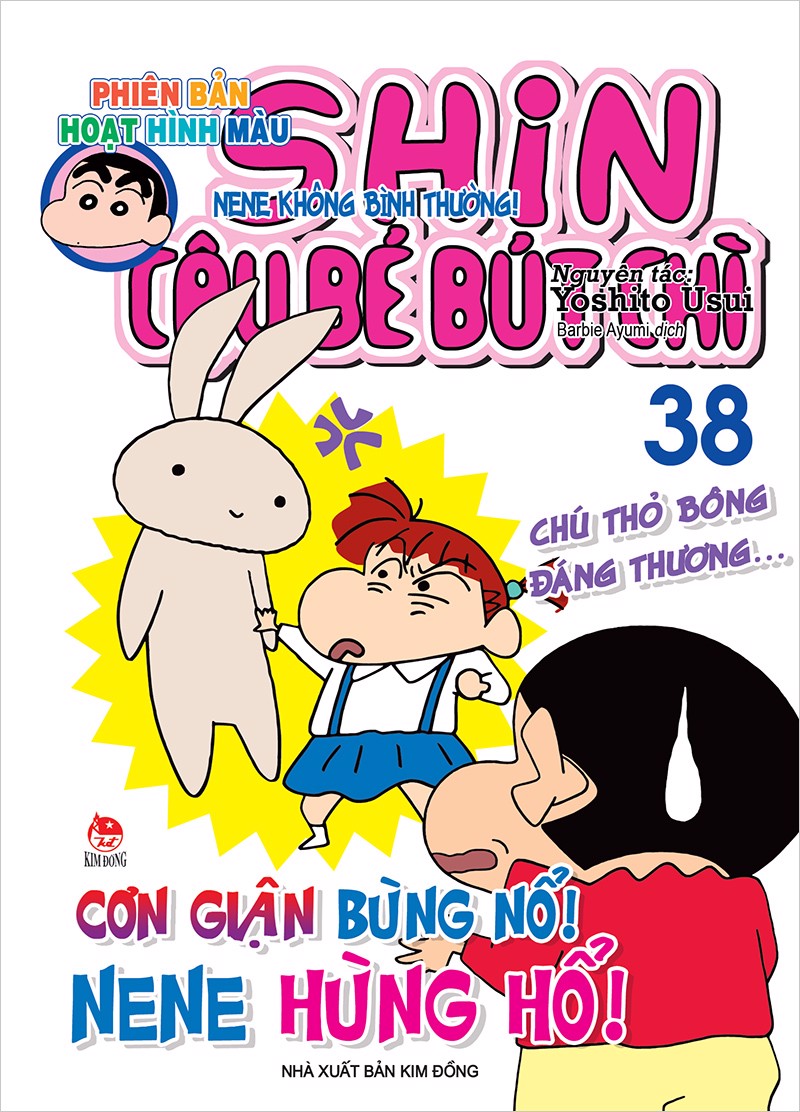 PHIÊN BẢN
HOẠT HÌNH MÀU
SHIN
NENE KHÔNG BÌNH THƯỜNG!
CẬU BÉ BÚT CHÌ
Nguyên tác:
Yoshito Usui
Barbie Ayumi dịch
38
CHÚ THỎ BÔNG
ĐÁNG THƯƠNG...
KIM ĐỒNG
CƠN GIẬN BÙNG NỔ!
NENE HỪNG HỔ!
NHÀ XUẤT BẢN KIM ĐỒNG